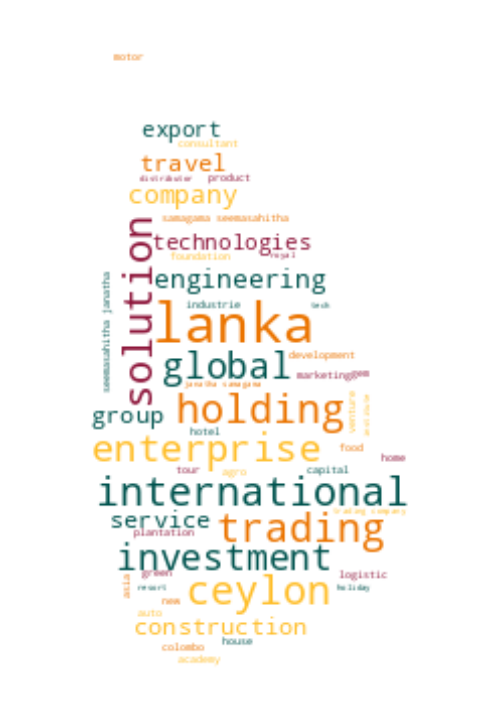 motor
export
consultant
travel
distributor product
company
samagama seemasahitha
solution
technologies
foundation royal
engineering
seemasahitha janatha
industrie tech
lanka
global development
marketing gem
janatha samagama
holding
venture
group
hotel
enterprise food
home
tour agro capital
international
trading company
service trading
plantation
investment
green logistic
asia
resort ceylon holiday
new
auto
construction
house
colombo
academy